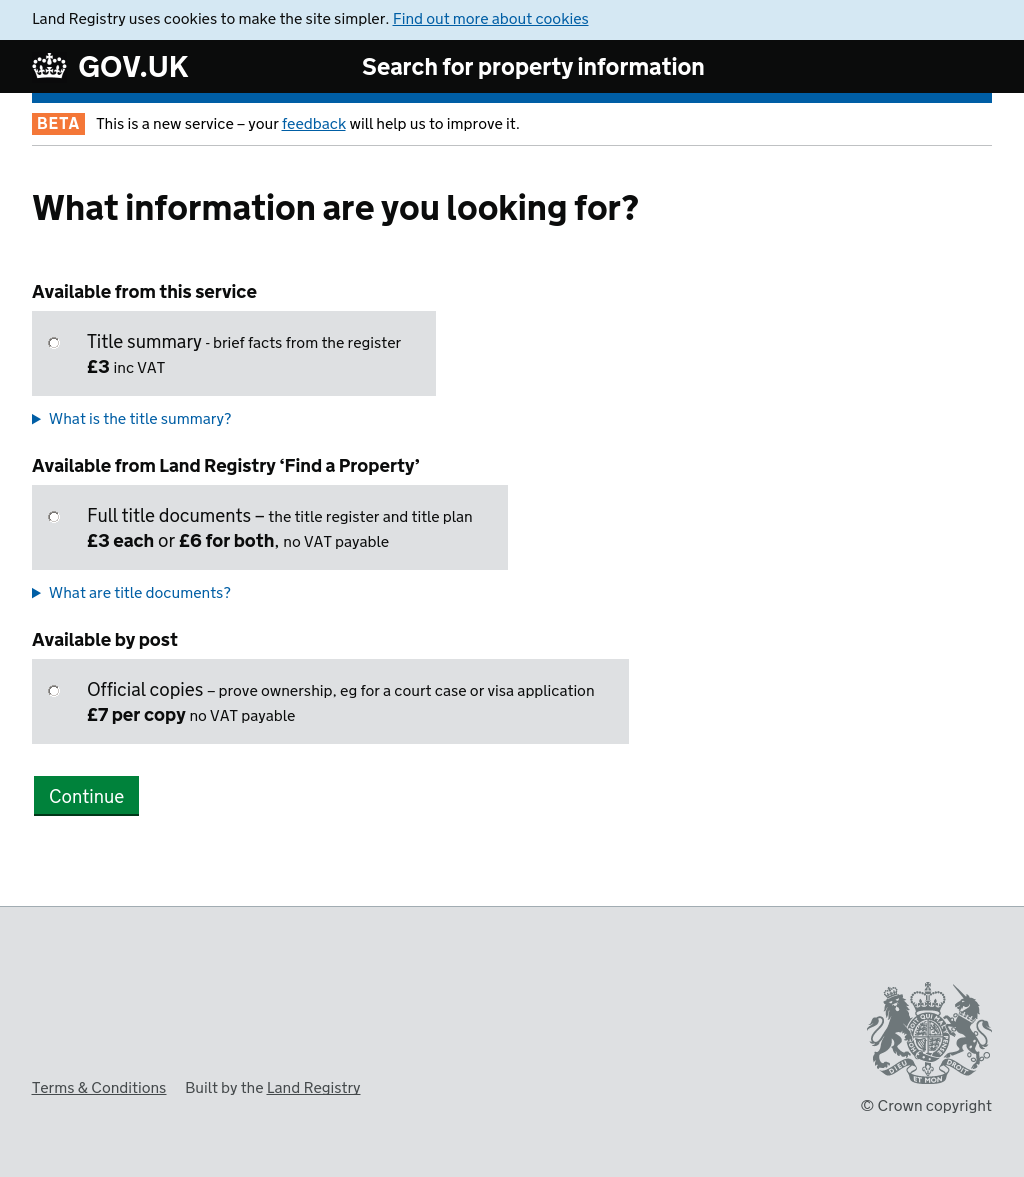 Land Registry uses cookies to make the site simpler. Find out more about cookies
GOV.UK
Search for property information
BETA This is a new service – your feedback will help us to improve it.
What information are you looking for?
Available from this service
Title summary - brief facts from the register
£3 inc VAT
What is the title summary?
Available from Land Registry ‘Find a Property’
Full title documents – the title register and title plan
£3 each or £6 for both, no VAT payable
What are title documents?
Available by post
Official copies – prove ownership, eg for a court case or visa application
£7 per copy no VAT payable
Continue
DIEU ET MON DROIT
Terms & Conditions Built by the Land Registry
© Crown copyright